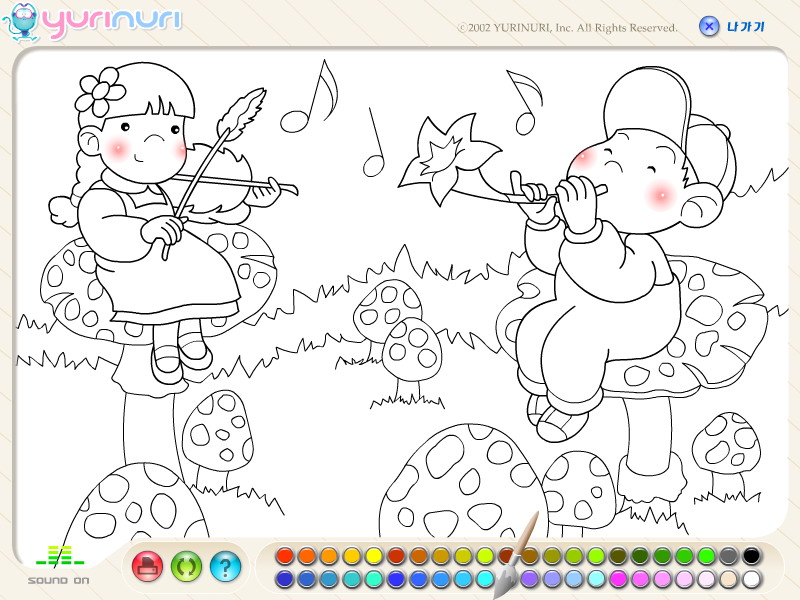 yurinuri
©2002 YURINURI, Inc. All Rights Reserved.
나가기
?
SOUND ON